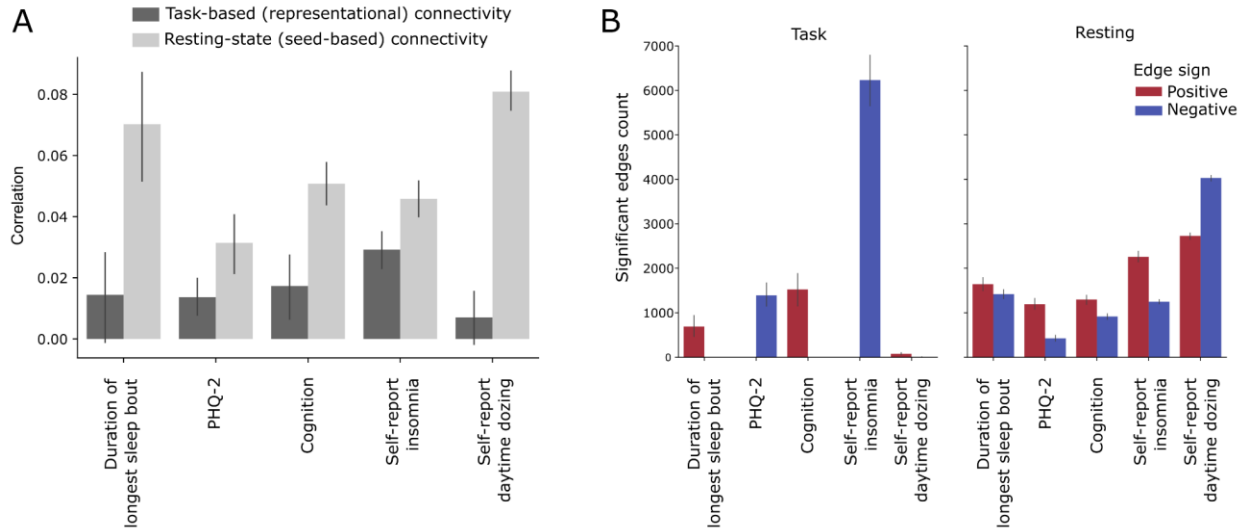 A
Task-based (representational) connectivity
Resting-state (seed-based) connectivity
Correlation
0.08
0.06
0.04
0.02
0.00
Duration of
longest sleep bout
PHQ-2
Cognition
Self-report
insomnia
Self-report
daytime dozing
B
Task
Resting
Edge sign
Positive
Negative
Significant edges count
7000
6000
5000
4000
3000
2000
1000
0
Duration of
longest sleep bout
PHQ-2
Cognition
Self-report
insomnia
Self-report
daytime dozing
Duration of
longest sleep bout
PHQ-2
Cognition
Self-report
insomnia
Self-report
daytime dozing